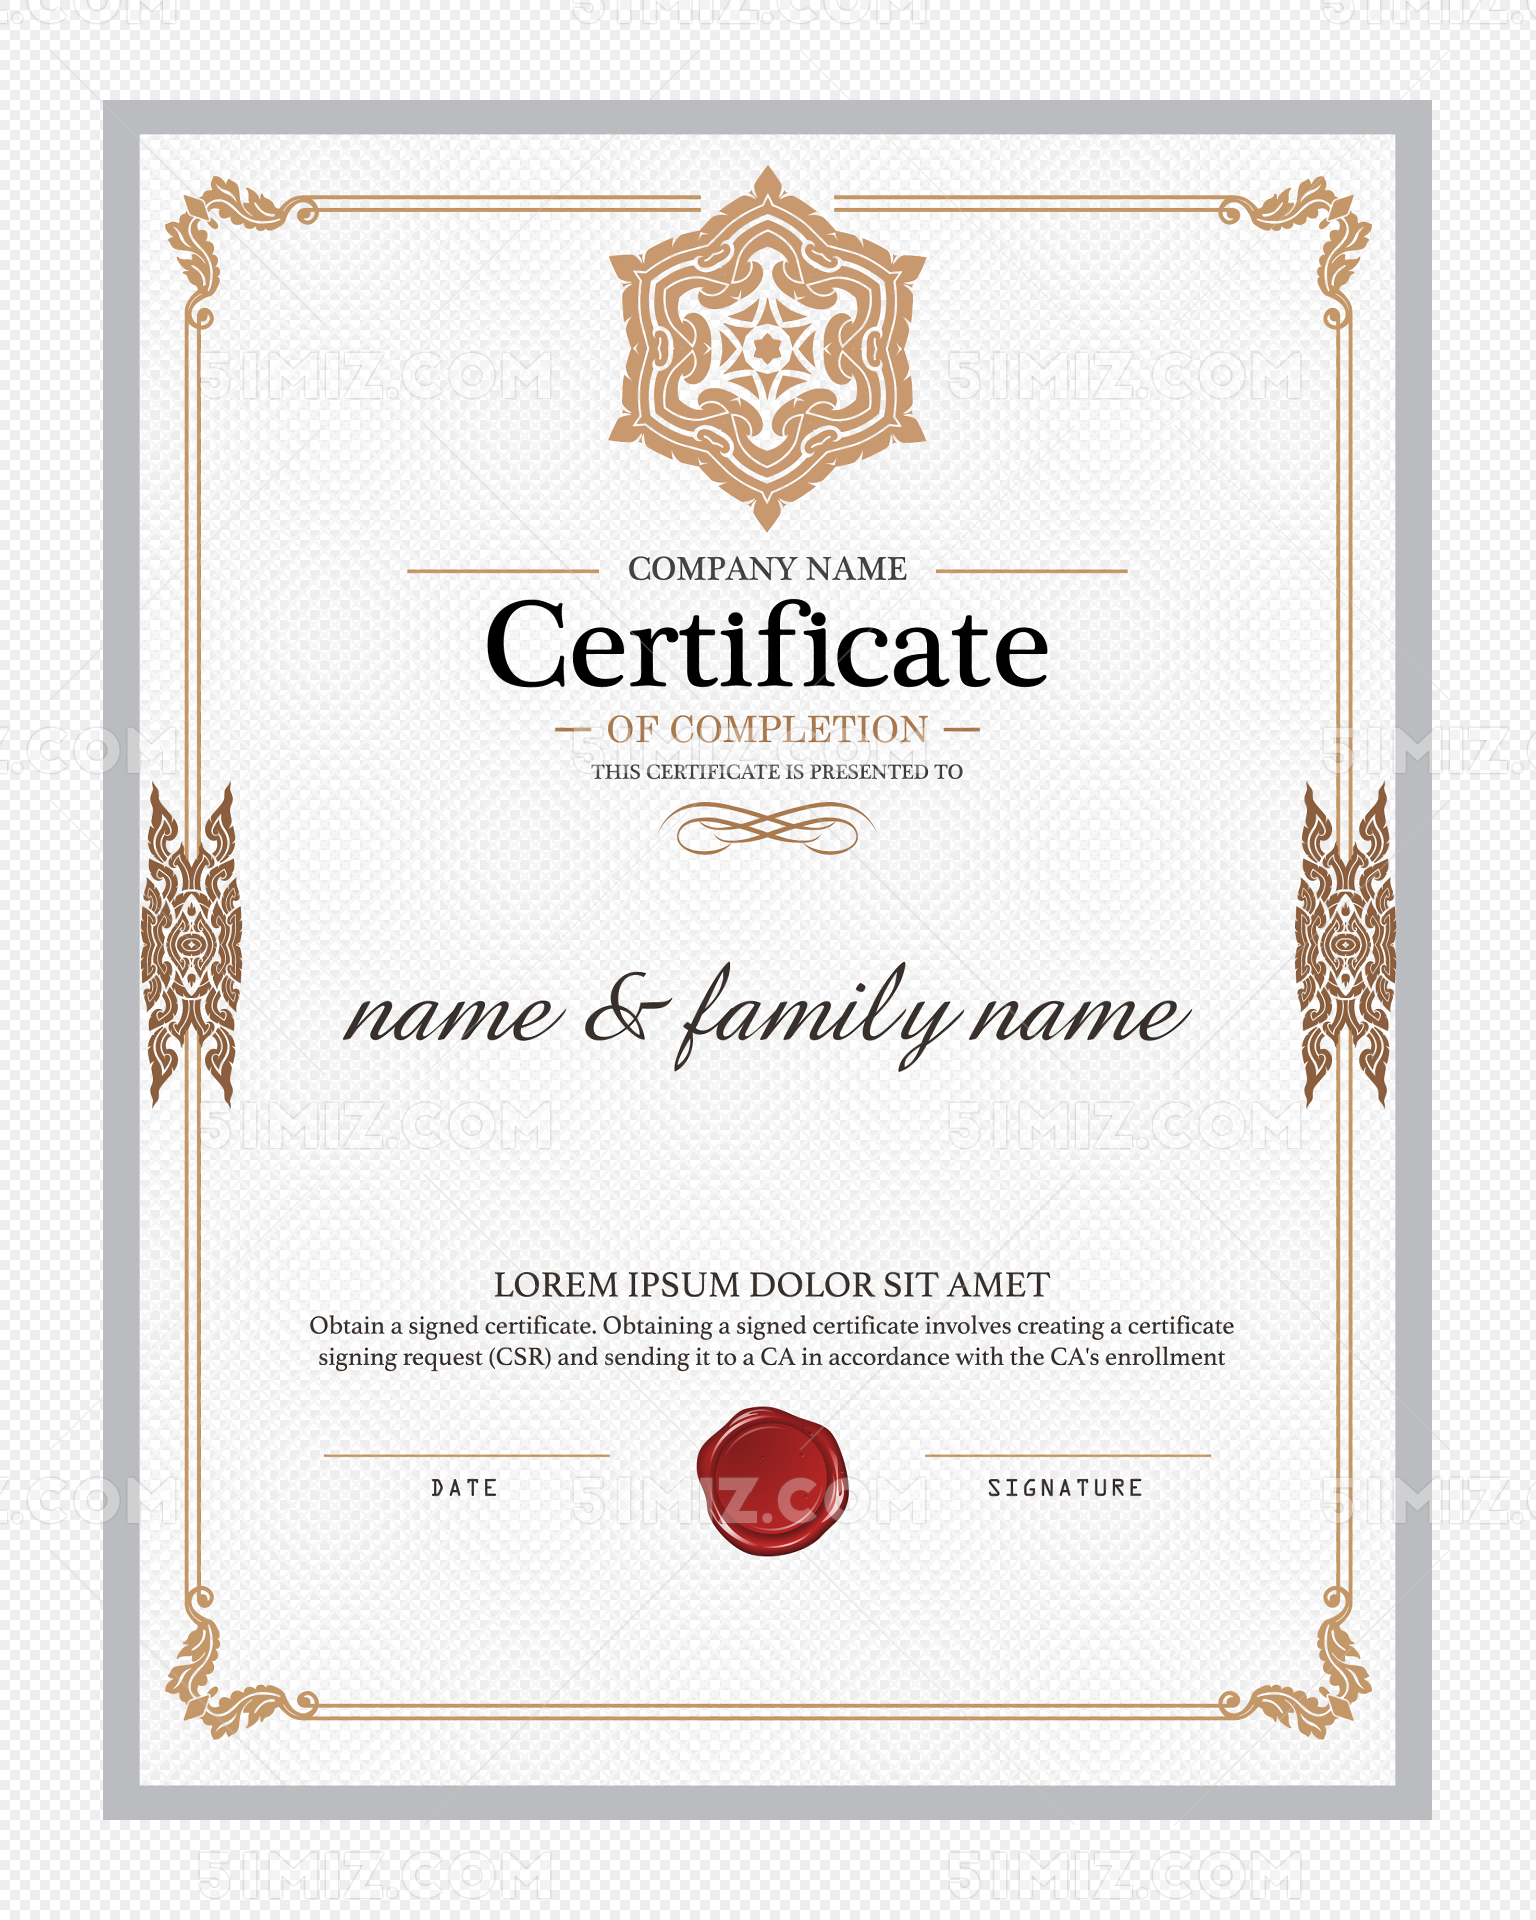 COMPANY NAME
Certificate
OF COMPLETION
THIS CERTIFICATE IS PRESENTED TO
name & family name
LOREM IPSUM DOLOR SIT AMET
Obtain a signed certificate. Obtaining a signed certificate involves creating a certificate
signing request (CSR) and sending it to a CA in accordance with the CA's enrollment
DATE
SIGNATURE
51MIZ.COM